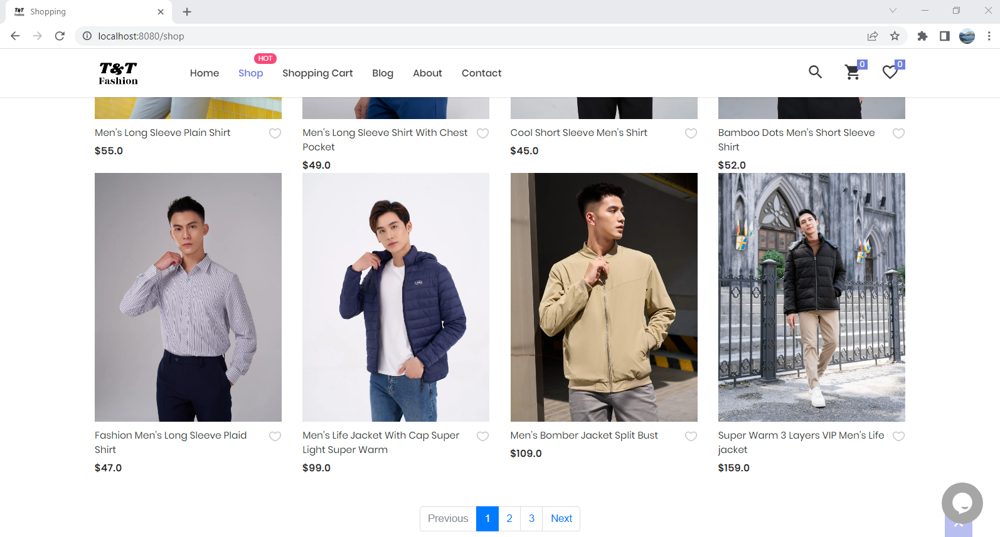 T&T
Fashion
Shopping
localhost:8080/shop
T&T
Fashion
Home
Shop
HOT
Shopping Cart
Blog
About
Contact
0
0
Men's Long Sleeve Plain Shirt
$55.0
Men's Long Sleeve Shirt With Chest
Pocket
$49.0
Cool Short Sleeve Men's Shirt
$45.0
Bamboo Dots Men's Short Sleeve
Shirt
$52.0
Fashion Men's Long Sleeve Plaid
Shirt
$47.0
Men's Life Jacket With Cap Super
Light Super Warm
$99.0
Men's Bomber Jacket Split Bust
$109.0
Super Warm 3 Layers VIP Men's Life
jacket
$159.0
Previous 1 2 3 Next